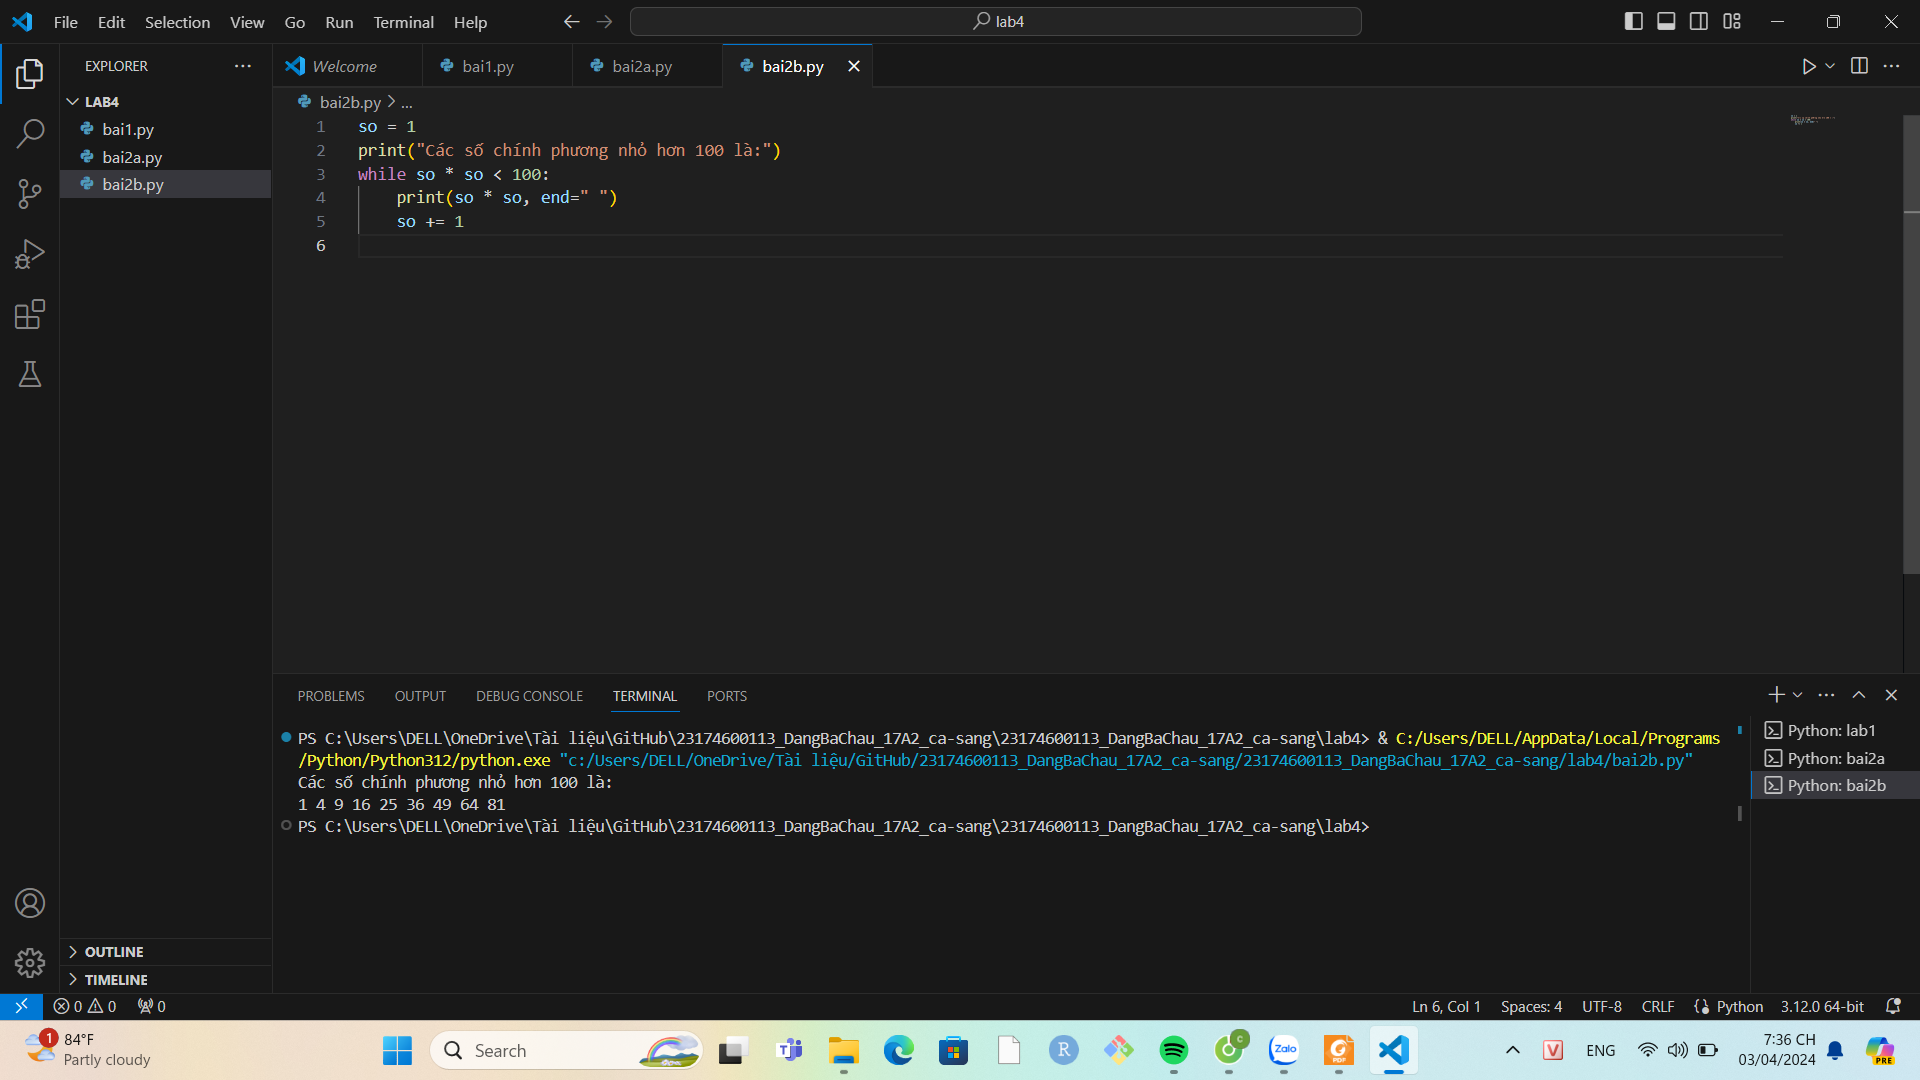 File Edit Selection View Go Run Terminal Help
lab4
EXPLORER
LAB4
bai1.py
bai2a.py
bai2b.py
Welcome
bai1.py
bai2a.py
bai2b.py
bai2b.py > ...
1 so = 1
2 print("Các số chính phương nhỏ hơn 100 là:")
3 while so * so < 100:
4 print(so * so, end=" ")
5 so += 1
6
PROBLEMS OUTPUT DEBUG CONSOLE TERMINAL PORTS
PS C:\Users\DELL\OneDrive\Tài liệu\GitHub\23174600113_DangBaChau_17A2_ca-sang\23174600113_DangBaChau_17A2_ca-sang\lab4> & C:/Users/DELL/AppData/Local/Programs
/Python/Python312/python.exe "c:/Users/DELL/OneDrive/Tài liệu/GitHub/23174600113_DangBaChau_17A2_ca-sang/23174600113_DangBaChau_17A2_ca-sang/lab4/bai2b.py"
Các số chính phương nhỏ hơn 100 là:
1 4 9 16 25 36 49 64 81
PS C:\Users\DELL\OneDrive\Tài liệu\GitHub\23174600113_DangBaChau_17A2_ca-sang\23174600113_DangBaChau_17A2_ca-sang\lab4>
Python: lab1
Python: bai2a
Python: bai2b
OUTLINE
TIMELINE
0 0 0
Ln 6, Col 1 Spaces: 4 UTF-8 CRLF Python 3.12.0 64-bit
1
84°F
Partly cloudy
Search
T
R
C
Zalo
PDF
V
ENG
7:36 CH
03/04/2024
PRE